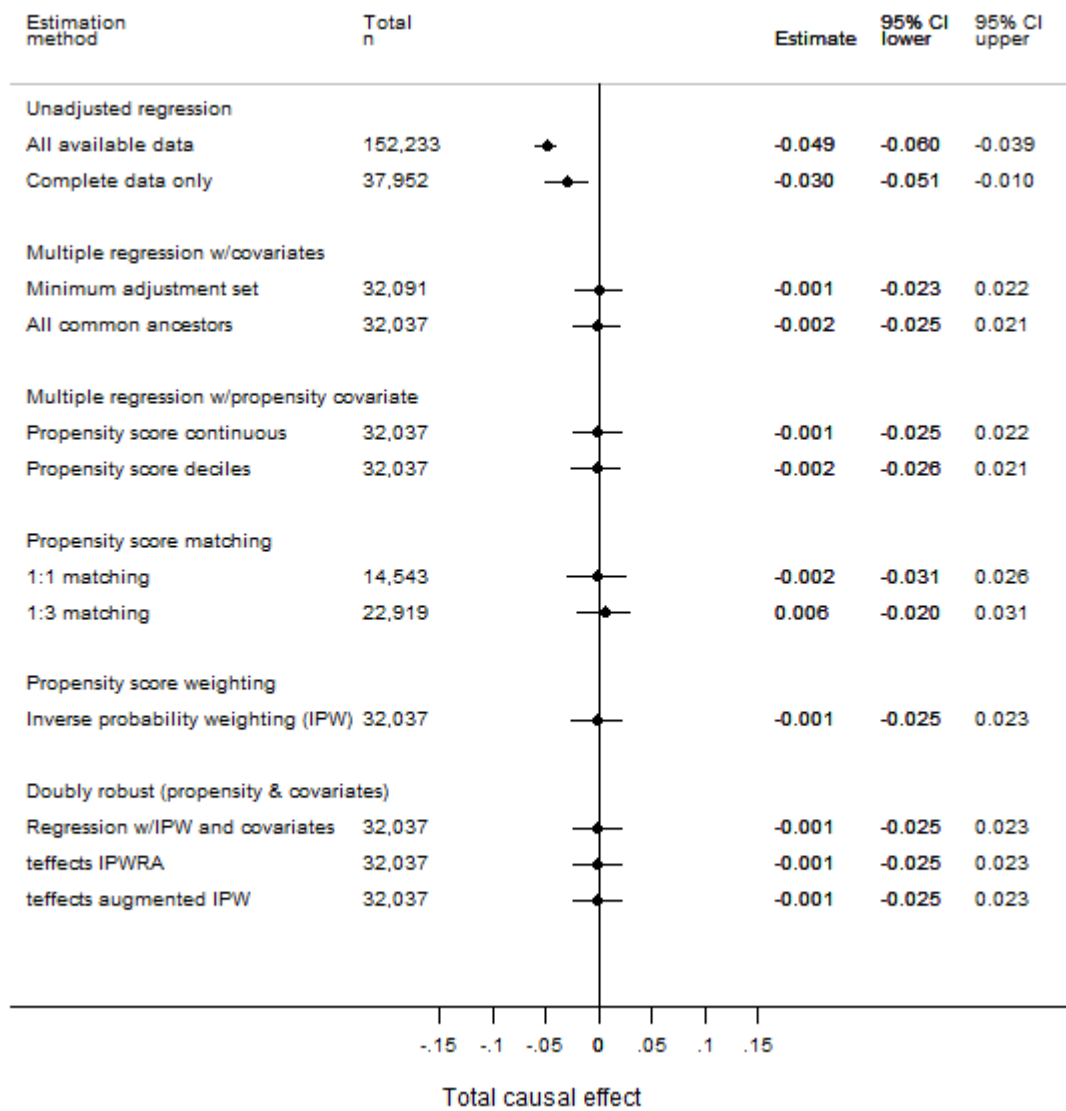 Estimation method Total n Estimate 95% CI lower 95% CI upper
Unadjusted regression
All available data 152,233 -0.049 -0.060 -0.039
Complete data only 37,952 -0.030 -0.051 -0.010
Multiple regression w/covariates
Minimum adjustment set 32,091 -0.001 -0.023 0.022
All common ancestors 32,037 -0.002 -0.025 0.021
Multiple regression w/propensity covariate
Propensity score continuous 32,037 -0.001 -0.025 0.022
Propensity score deciles 32,037 -0.002 -0.026 0.021
Propensity score matching
1:1 matching 14,543 -0.002 -0.031 0.026
1:3 matching 22,919 0.006 -0.020 0.031
Propensity score weighting
Inverse probability weighting (IPW) 32,037 -0.001 -0.025 0.023
Doubly robust (propensity & covariates)
Regression w/IPW and covariates 32,037 -0.001 -0.025 0.023
teffects IPWRA 32,037 -0.001 -0.025 0.023
teffects augmented IPW 32,037 -0.001 -0.025 0.023
-.15 -.1 -.05 0 .05 .1 .15
Total causal effect